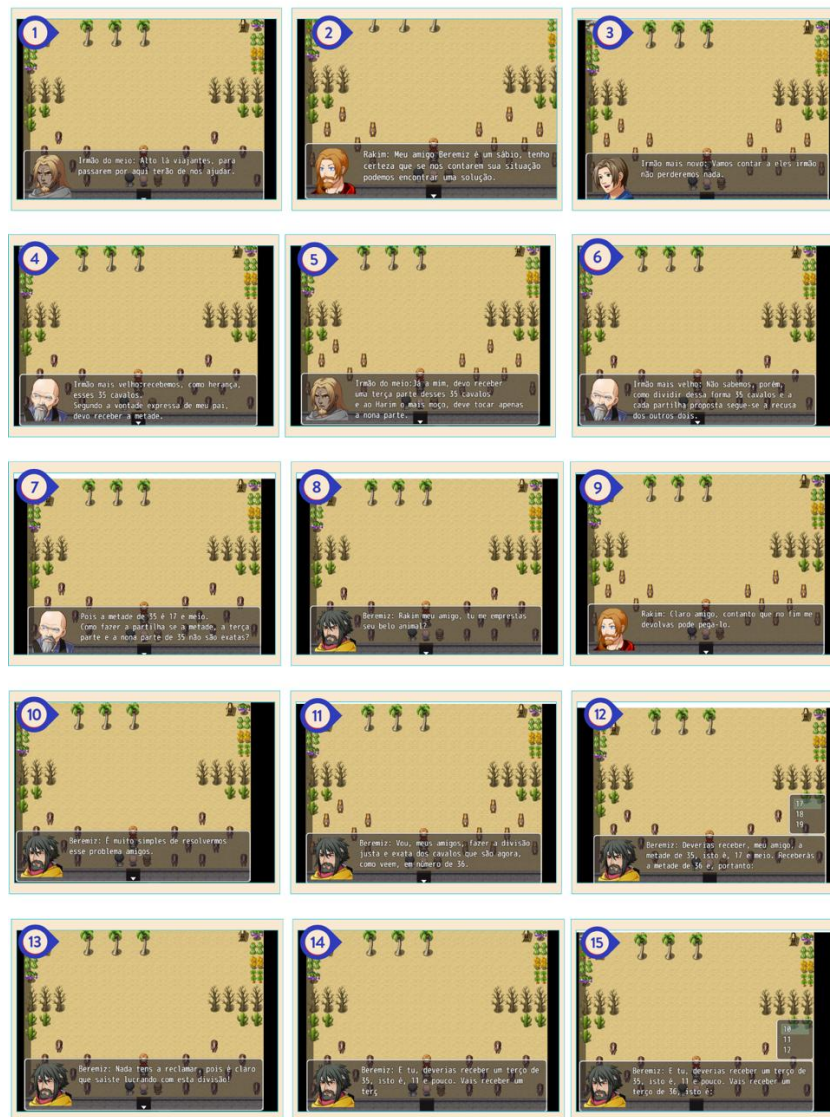 1
Irmão do meio: Alto lá viajantes, para
passarem por aqui terão de nos ajudar.
2
Rakim: Meu amigo Beremiz é um sábio, tenho
certeza que se nos contarem sua situação
podemos encontrar uma solução.
3
Irmão mais novo: Vamos contar a eles irmão
não perderemos nada.
4
Irmão mais velho:recebemos, como herança,
esses 35 cavalos.
Segundo a vontade expressa de meu pai,
devo receber a metade.
5
Irmão do meio:Já a mim, devo receber
uma terça parte desses 35 cavalos
e ao Harim o mais moço, deve tocar apenas
a nona parte.
6
Irmão mais velho: Não sabemos, porém,
como dividir dessa forma 35 cavalos e a
cada partilha proposta segue-se a recusa
dos outros dois.
7
Pois a metade de 35 é 17 e meio.
Como fazer a partilha se a metade, a terça
parte e a nona parte de 35 não são exatas?
8
Beremiz: Rakim meu amigo, tu me emprestas
seu belo animal?
9
Rakim: Claro amigo, contanto que no fim me
devolvas pode pega-lo.
10
Beremiz: É muito simples de resolvermos
esse problema amigos.
11
Beremiz: Vou, meus amigos, fazer a divisão
justa e exata dos cavalos que são agora,
como veem, em número de 36.
12
17
18
19
Beremiz: Deverias receber, meu amigo, a
metade de 35, isto é, 17 e meio. Receberás
a metade de 36 e, portanto:
13
Beremiz: Nada tens a reclamar, pois é claro
que saíste lucrando com esta divisão!
14
Beremiz: E tu, deverias receber um terço de
35, isto é, 11 e pouco. Vais receber um
terç
15
10
11
12
Beremiz: E tu, deverias receber um terço de
35, isto é, 11 e pouco. Vais receber um
terço de 36, isto é: